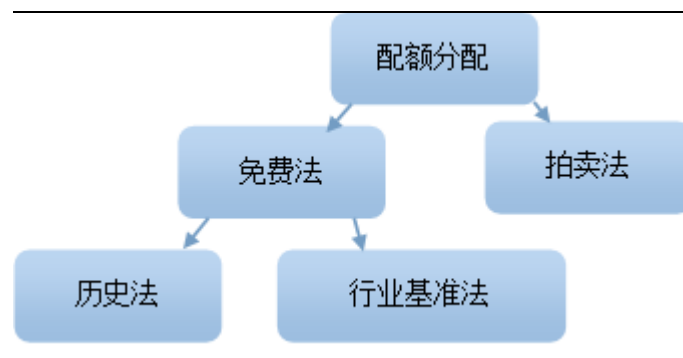 配额分配
免费法
拍卖法
历史法
行业基准法